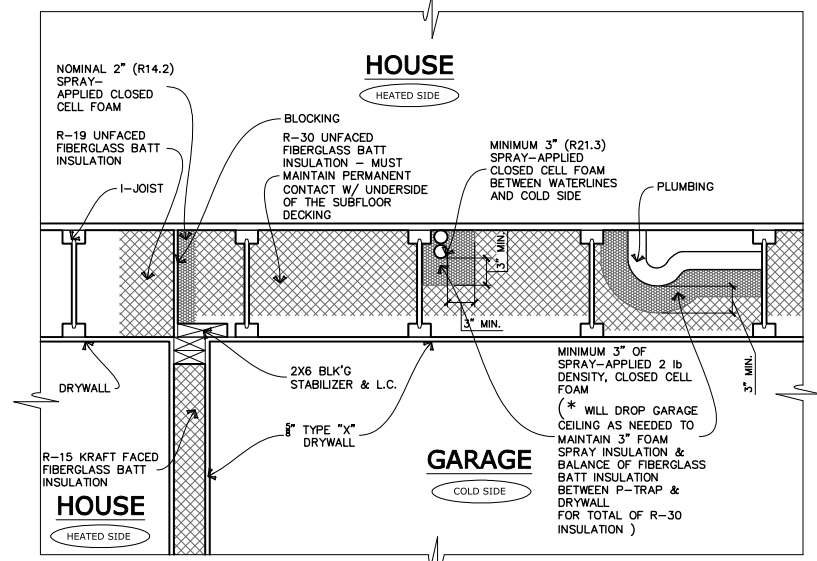 HOUSE
HEATED SIDE
NOMINAL 2" (R14.2)
SPRAY-
APPLIED CLOSED
CELL FOAM
R-19 UNFACED
FIBERGLASS BATT
INSULATION
I-JOIST
BLOCKING
R-30 UNFACED
FIBERGLASS BATT
INSULATION - MUST
MAINTAIN PERMANENT
CONTACT W/ UNDERSIDE
OF THE SUBFLOOR
DECKING
MINIMUM 3" (R21.3)
SPRAY-APPLIED
CLOSED CELL FOAM
BETWEEN WATERLINES
AND COLD SIDE
PLUMBING
3" MIN.
3" MIN.
3" MIN.
DRYWALL
2X6 BLK'G
STABILIZER & L.C.
5/8" TYPE "X"
DRYWALL
R-15 KRAFT FACED
FIBERGLASS BATT
INSULATION
HOUSE
HEATED SIDE
GARAGE
COLD SIDE
MINIMUM 3" OF
SPRAY-APPLIED 2 lb
DENSITY, CLOSED CELL
FOAM
(* WILL DROP GARAGE
CEILING AS NEEDED TO
MAINTAIN 3" FOAM
SPRAY INSULATION &
BALANCE OF FIBERGLASS
BATT INSULATION
BETWEEN P-TRAP &
DRYWALL
FOR TOTAL OF R-30
INSULATION )